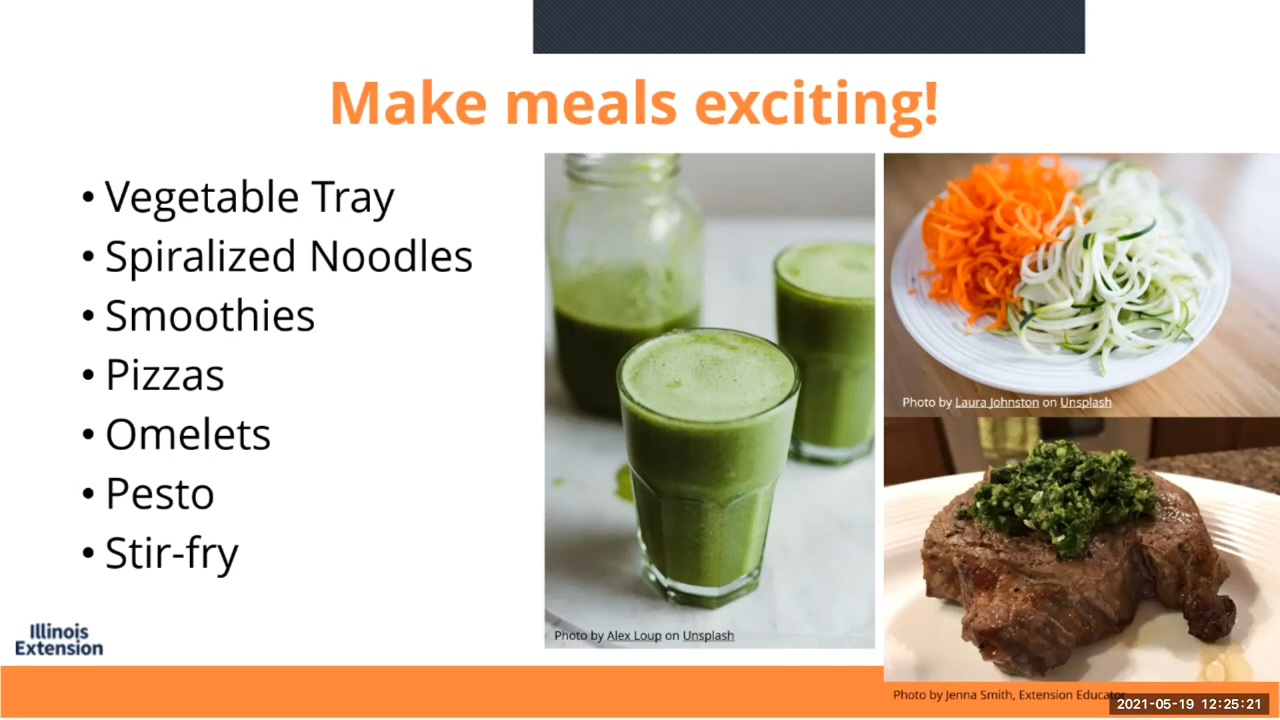 Make meals exciting!
• Vegetable Tray
• Spiralized Noodles
• Smoothies
• Pizzas
• Omelets
• Pesto
• Stir-fry
Photo by Alex Loup on Unsplash
Photo by Laura Johnston on Unsplash
Photo by Jenna Smith, Extension Educator
Illinois
Extension
2021-05-19 12:25:21